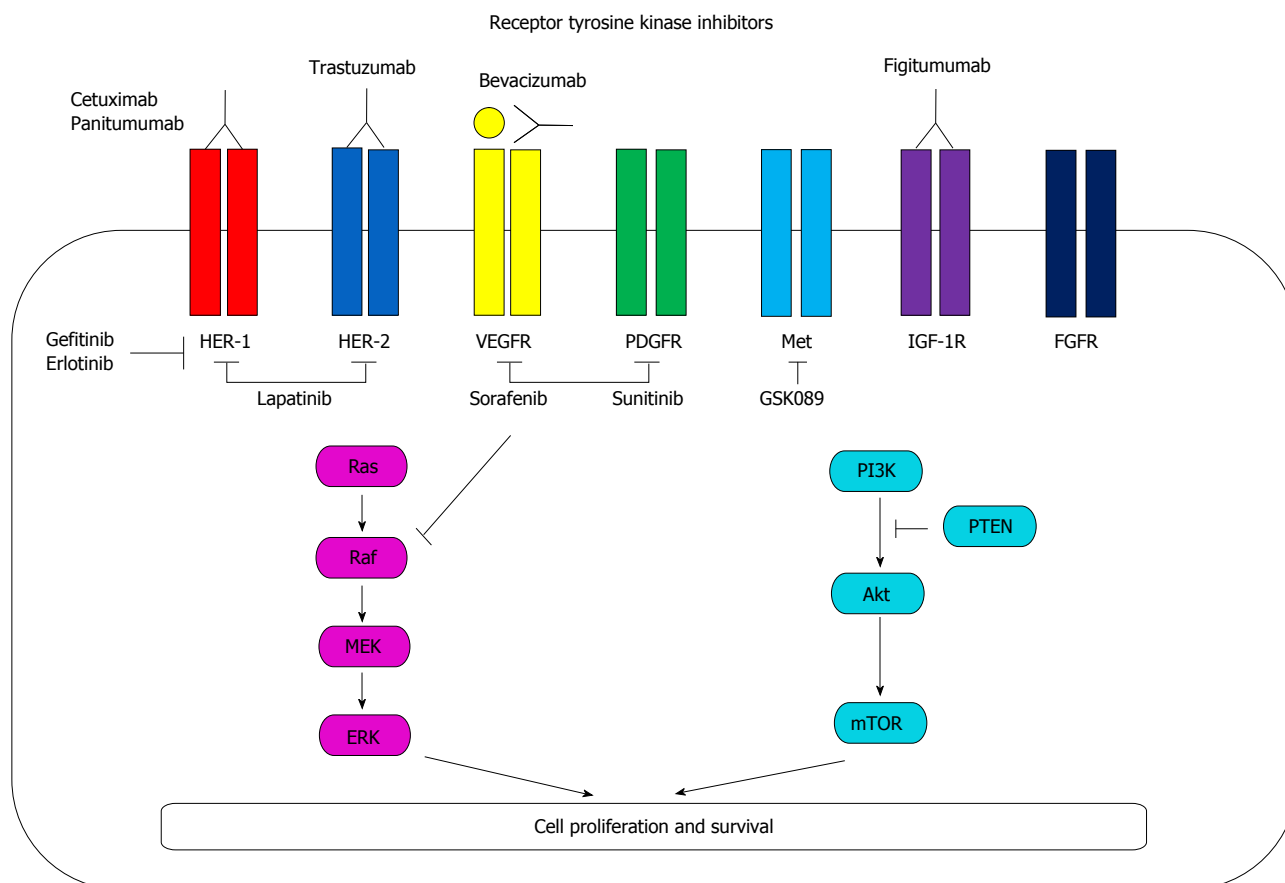 Receptor tyrosine kinase inhibitors
Trastuzumab
Bevacizumab
Figitumumab
Cetuximab
Panitumumab
Gefitinib
Erlotinib
HER-1
HER-2
VEGFR
PDGFR
Met
IGF-1R
FGFR
Lapatinib
Sorafenib
Sunitinib
GSK089
Ras
Raf
MEK
ERK
PI3K
PTEN
Akt
mTOR
Cell proliferation and survival